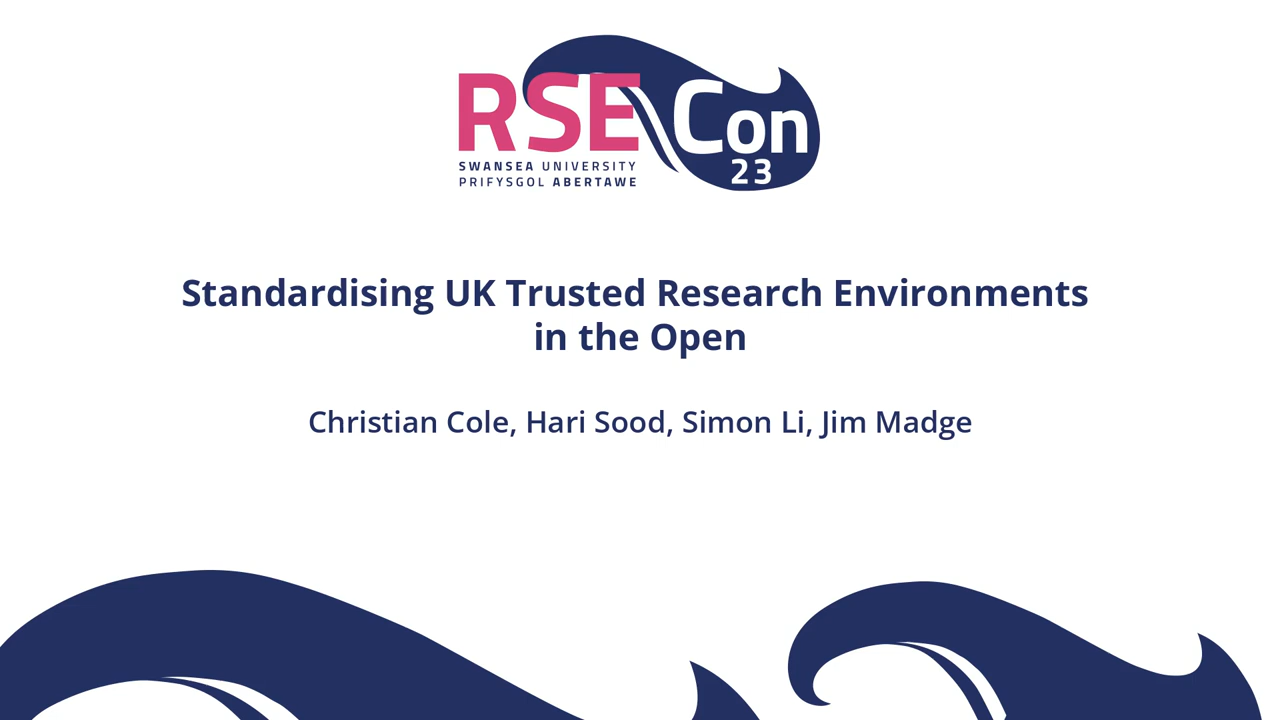 RSE Con
23
SWANSEA UNIVERSITY
PRIFYSGOL ABERTAWE
Standardising UK Trusted Research Environments
in the Open
Christian Cole, Hari Sood, Simon Li, Jim Madge